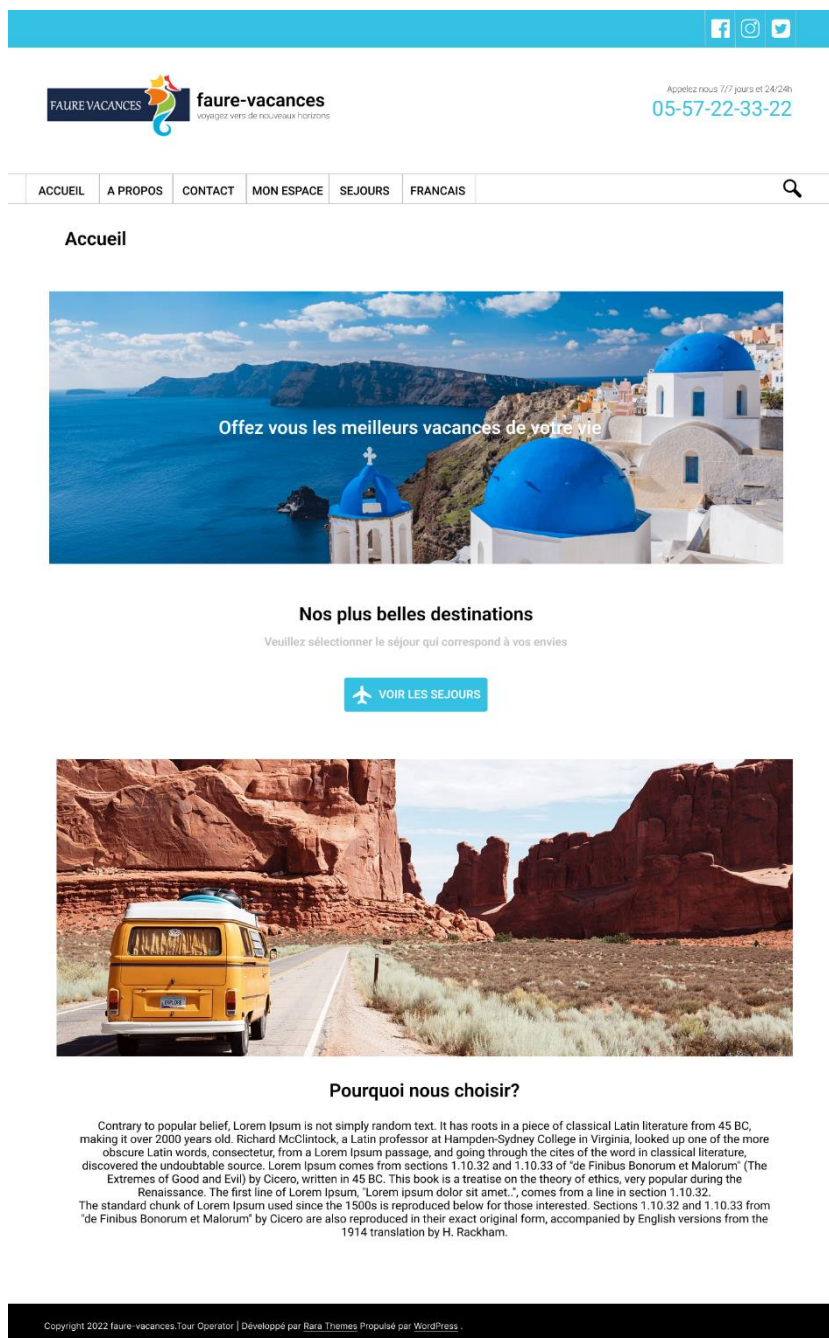 FAURE VACANCES
faure-vacances
voyagez vers de nouveaux horizons
Appelez nous 7/7 jours et 24/24h
05-57-22-33-22
ACCUEIL A PROPOS CONTACT MON ESPACE SEJOURS FRANCAIS
Accueil
Offez vous les meilleurs vacances de votre vie
Nos plus belles destinations
Veuillez sélectionner le séjour qui correspond à vos envies
VOIR LES SEJOURS
EXPLORE
Pourquoi nous choisir?
Contrary to popular belief, Lorem Ipsum is not simply random text. It has roots in a piece of classical Latin literature from 45 BC,
making it over 2000 years old. Richard McClintock, a Latin professor at Hampden-Sydney College in Virginia, looked up one of the more
obscure Latin words, consectetur, from a Lorem Ipsum passage, and going through the cites of the word in classical literature,
discovered the undoubtable source. Lorem Ipsum comes from sections 1.10.32 and 1.10.33 of "de Finibus Bonorum et Malorum" (The
Extremes of Good and Evil) by Cicero, written in 45 BC. This book is a treatise on the theory of ethics, very popular during the
Renaissance. The first line of Lorem Ipsum, "Lorem ipsum dolor sit amet..", comes from a line in section 1.10.32.
The standard chunk of Lorem Ipsum used since the 1500s is reproduced below for those interested. Sections 1.10.32 and 1.10.33 from
"de Finibus Bonorum et Malorum" by Cicero are also reproduced in their exact original form, accompanied by English versions from the
1914 translation by H. Rackham.
Copyright 2022 faure-vacances.Tour Operator | Développé par Rara Themes Propulsé par WordPress .